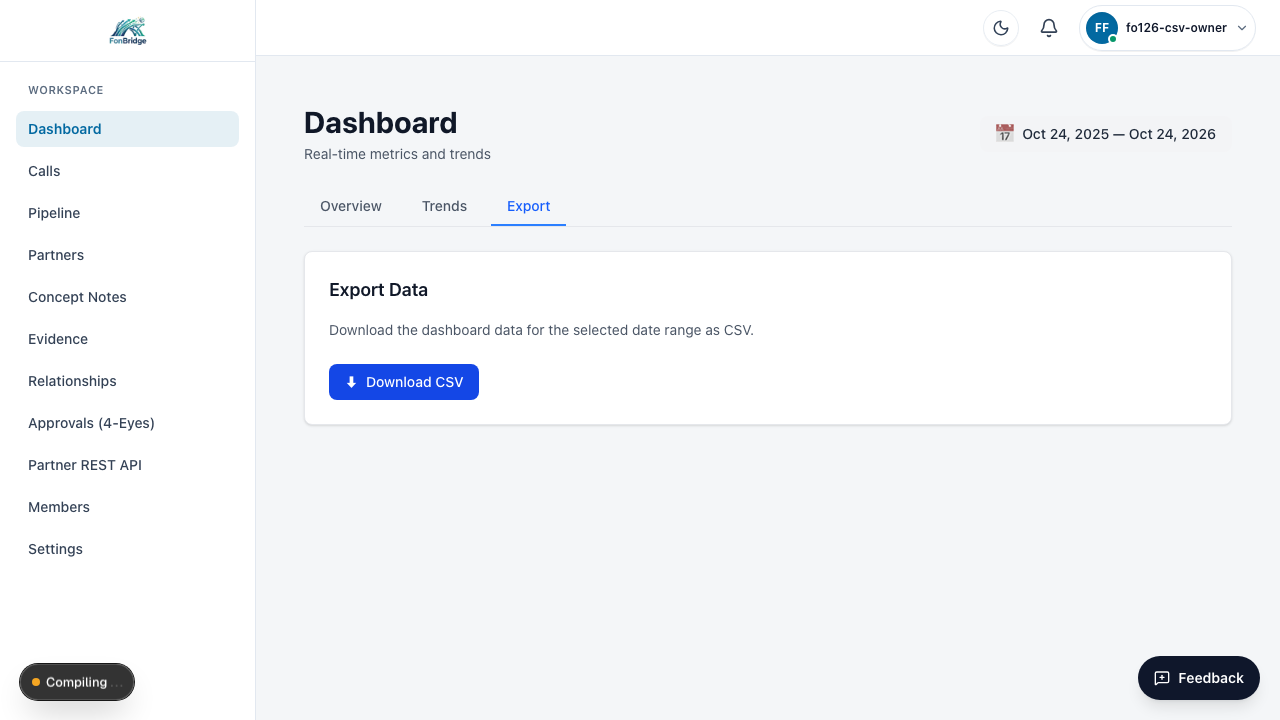 FonBridge
FF
fo126-csv-owner
WORKSPACE
Dashboard
Calls
Pipeline
Partners
Concept Notes
Evidence
Relationships
Approvals (4-Eyes)
Partner REST API
Members
Settings
Dashboard
Real-time metrics and trends
Oct 24, 2025 — Oct 24, 2026
Overview
Trends
Export
Export Data
Download the dashboard data for the selected date range as CSV.
Download CSV
Compiling ...
Feedback